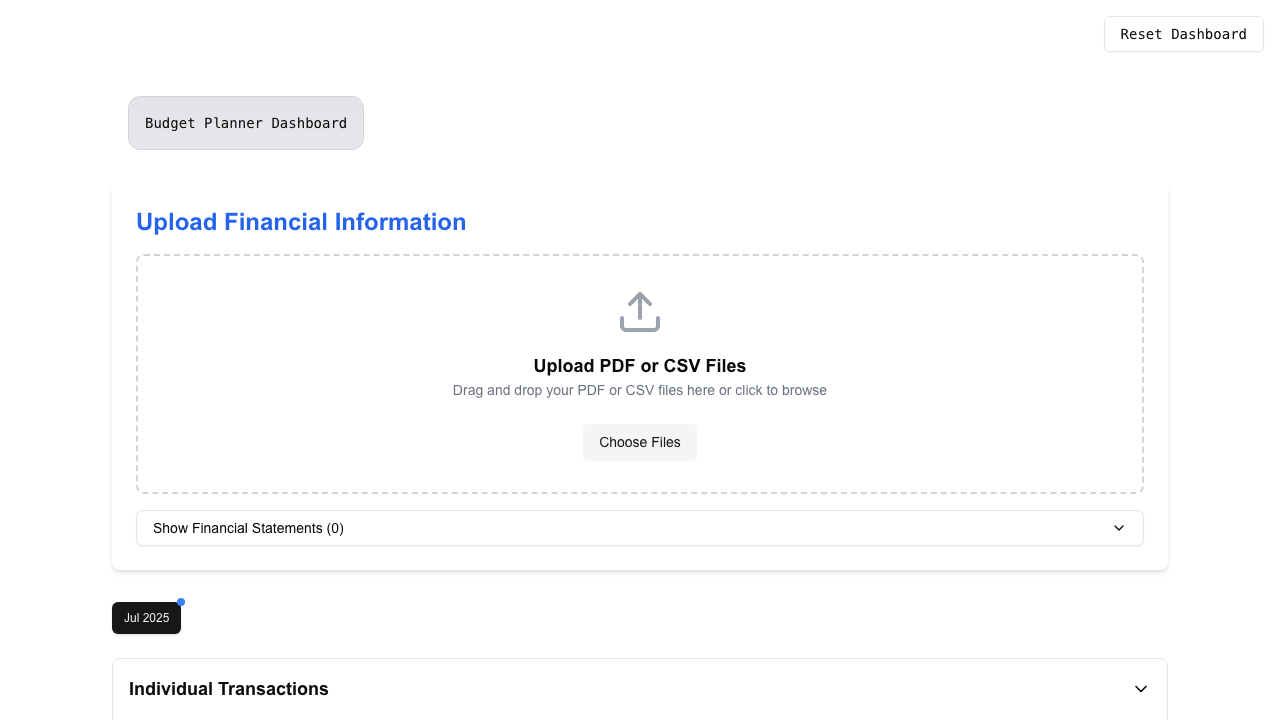 Reset Dashboard
Budget Planner Dashboard
Upload Financial Information
Upload PDF or CSV Files
Drag and drop your PDF or CSV files here or click to browse
Choose Files
Show Financial Statements (0)
Jul 2025
Individual Transactions